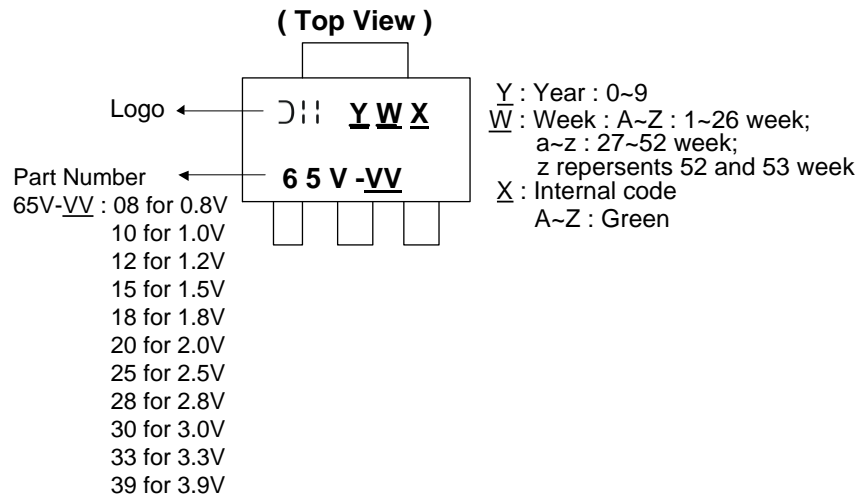 ( Top View )
Logo
Y W X
Y : Year : 0~9
W : Week : A~Z : 1~26 week;
a~z : 27~52 week;
z repersents 52 and 53 week
X : Internal code
A~Z : Green
Part Number
6 5 V -VV
65V-VV : 08 for 0.8V
10 for 1.0V
12 for 1.2V
15 for 1.5V
18 for 1.8V
20 for 2.0V
25 for 2.5V
28 for 2.8V
30 for 3.0V
33 for 3.3V
39 for 3.9V